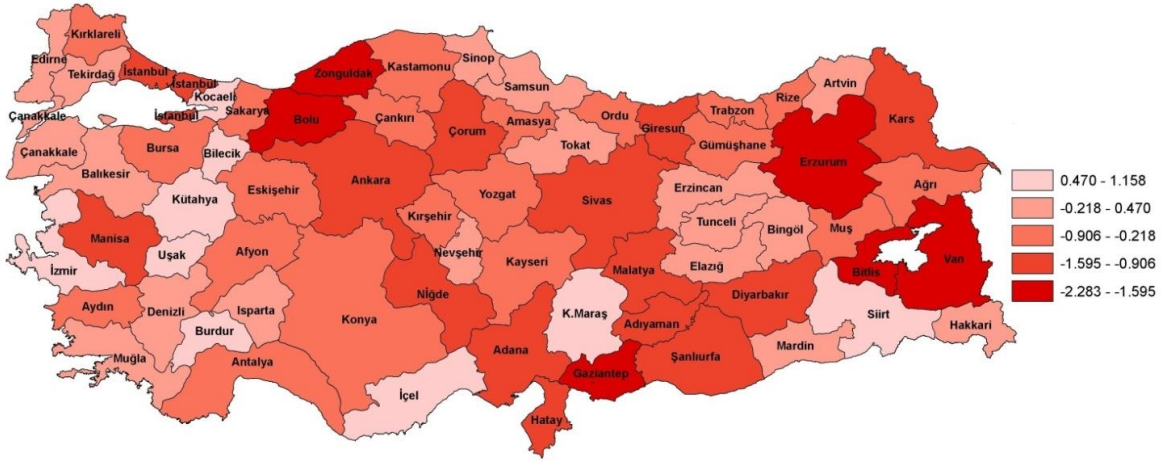 Kırklareli
Edirne
Tekirdağ
İstanbul
İstanbul
Kocaeli
İstanbul
Sakarya
Zonguldak
Bolu
Kastamonu
Sinop
Samsun
Çankırı
Çorum
Amasya
Tokat
Ordu
Giresun
Trabzon
Gümüşhane
Rize
Artvin
Kars
Erzurum
Ağrı
Çanakkale
Çanakkale
Balıkesir
Bursa
Bilecik
Kütahya
Eskişehir
Ankara
Kırşehir
Yozgat
Sivas
Erzincan
Tunceli
Bingöl
Muş
Manisa
Uşak
İzmir
Afyon
Nevşehir
Kayseri
Malatya
Elazığ
Bitlis
Van
Aydın
Denizli
Isparta
Burdur
Konya
Niğde
K.Maraş
Adıyaman
Diyarbakır
Siirt
Hakkari
Muğla
Antalya
İçel
Adana
Gaziantep
Şanlıurfa
Mardin
Hatay
0.470 - 1.158
-0.218 - 0.470
-0.906 - -0.218
-1.595 - -0.906
-2.283 - -1.595